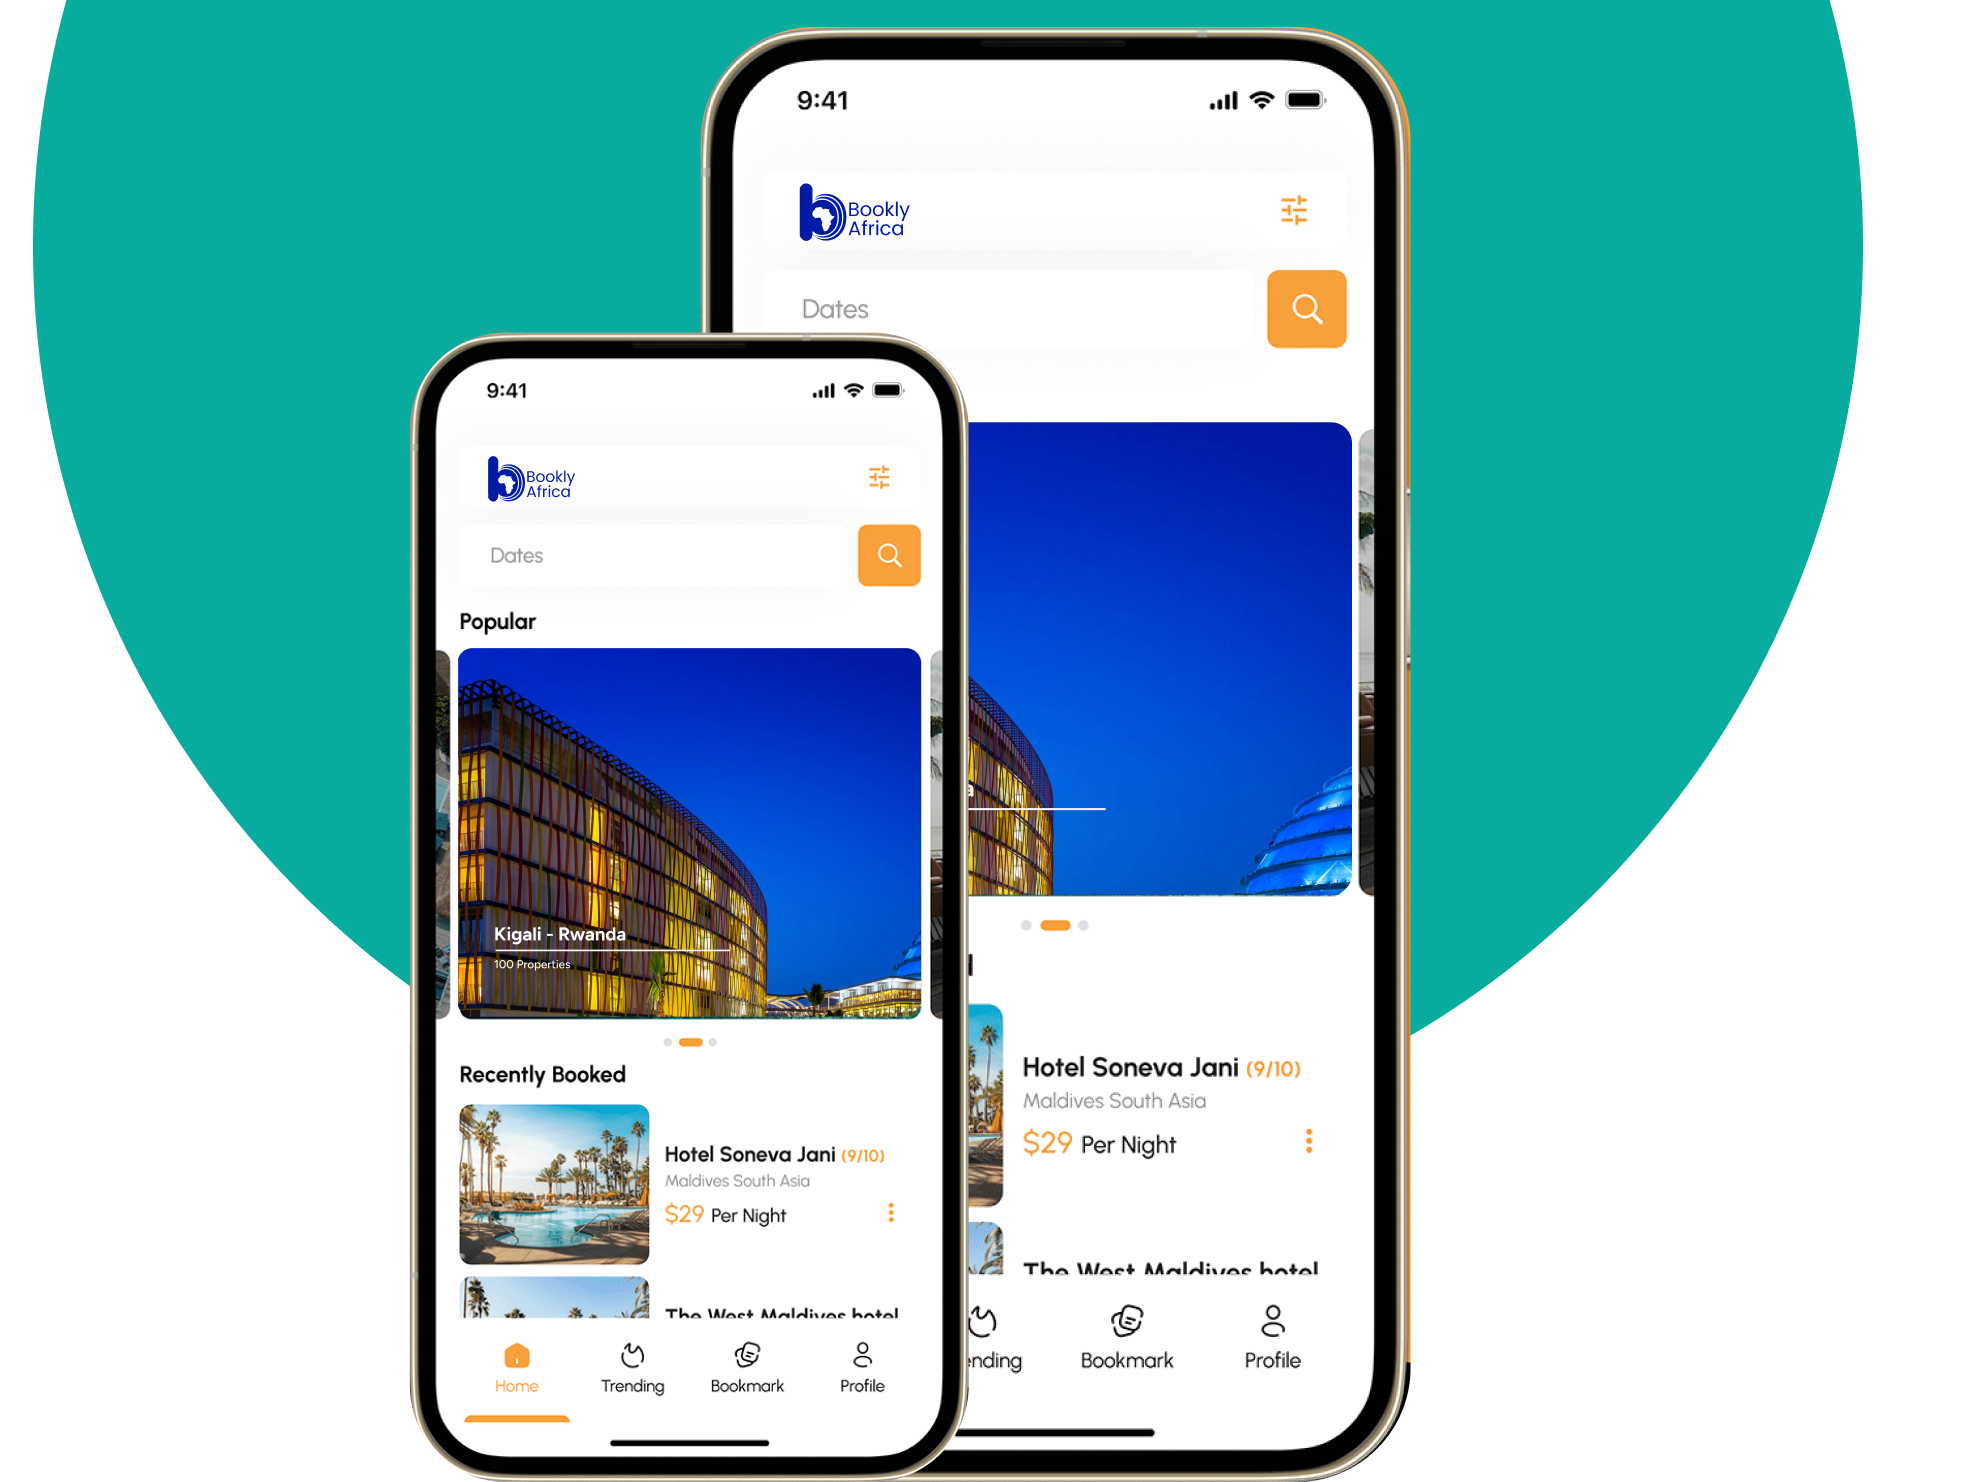 9:41
Bookly
Africa
Dates
9:41
Bookly
Africa
Dates
Popular
Kigali - Rwanda
100 Properties
Recently Booked
Hotel Soneva Jani (9/10)
Maldives South Asia
$29 Per Night
The West Maldives hotel
Home
Trending
Bookmark
Profile
a
Hotel Soneva Jani (9/10)
Maldives South Asia
$29 Per Night
The West Maldives hotel
ending
Bookmark
Profile